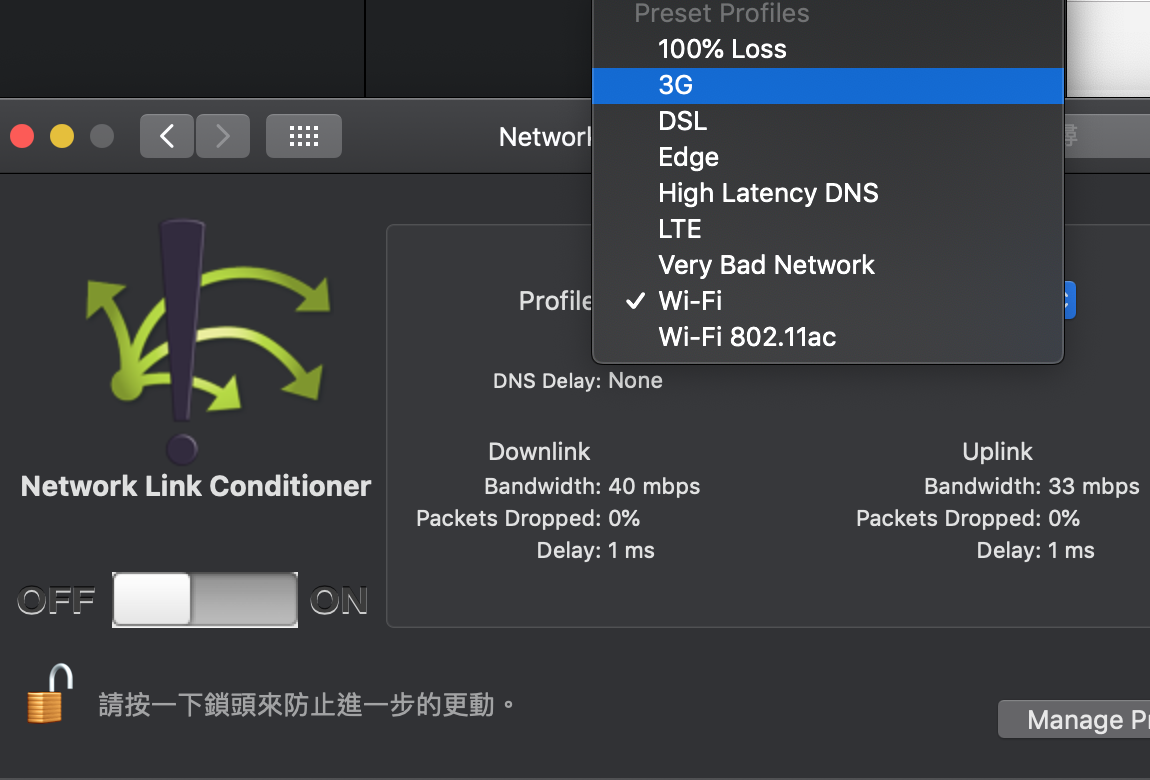 Preset Profiles
100% Loss
3G
DSL
Edge
High Latency DNS
LTE
Very Bad Network
✓ Wi-Fi
Wi-Fi 802.11ac
Network
尋
Profile
DNS Delay: None
Downlink
Bandwidth: 40 mbps
Packets Dropped: 0%
Delay: 1 ms
Uplink
Bandwidth: 33 mbps
Packets Dropped: 0%
Delay: 1 ms
Network Link Conditioner
OFF ON
請按一下鎖頭來防止進一步的更動。
Manage Pr